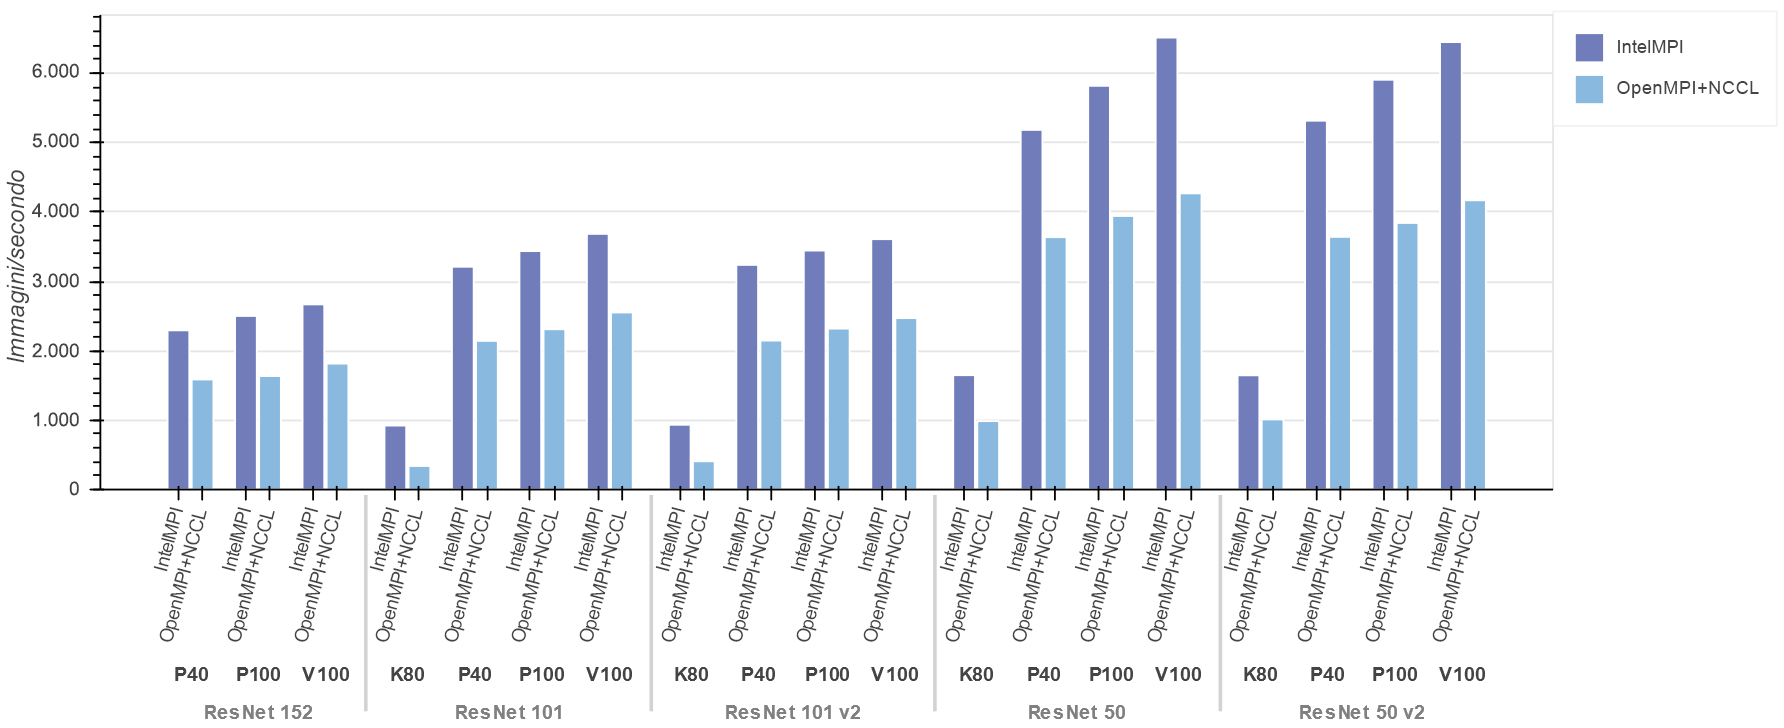 IntelMPI
OpenMPI+NCCL
Immagini/secondo
6.000
5.000
4.000
3.000
2.000
1.000
0
IntelMPI OpenMPI+NCCL IntelMPI OpenMPI+NCCL IntelMPI OpenMPI+NCCL IntelMPI OpenMPI+NCCL IntelMPI OpenMPI+NCCL IntelMPI OpenMPI+NCCL IntelMPI OpenMPI+NCCL IntelMPI OpenMPI+NCCL IntelMPI OpenMPI+NCCL IntelMPI OpenMPI+NCCL IntelMPI OpenMPI+NCCL IntelMPI OpenMPI+NCCL IntelMPI OpenMPI+NCCL IntelMPI OpenMPI+NCCL IntelMPI OpenMPI+NCCL IntelMPI OpenMPI+NCCL IntelMPI OpenMPI+NCCL IntelMPI OpenMPI+NCCL IntelMPI OpenMPI+NCCL
P40 P100 V100 K80 P40 P100 V100 K80 P40 P100 V100 K80 P40 P100 V100 K80 P40 P100 V100
ResNet 152 ResNet 101 ResNet 101 v2 ResNet 50 ResNet 50 v2